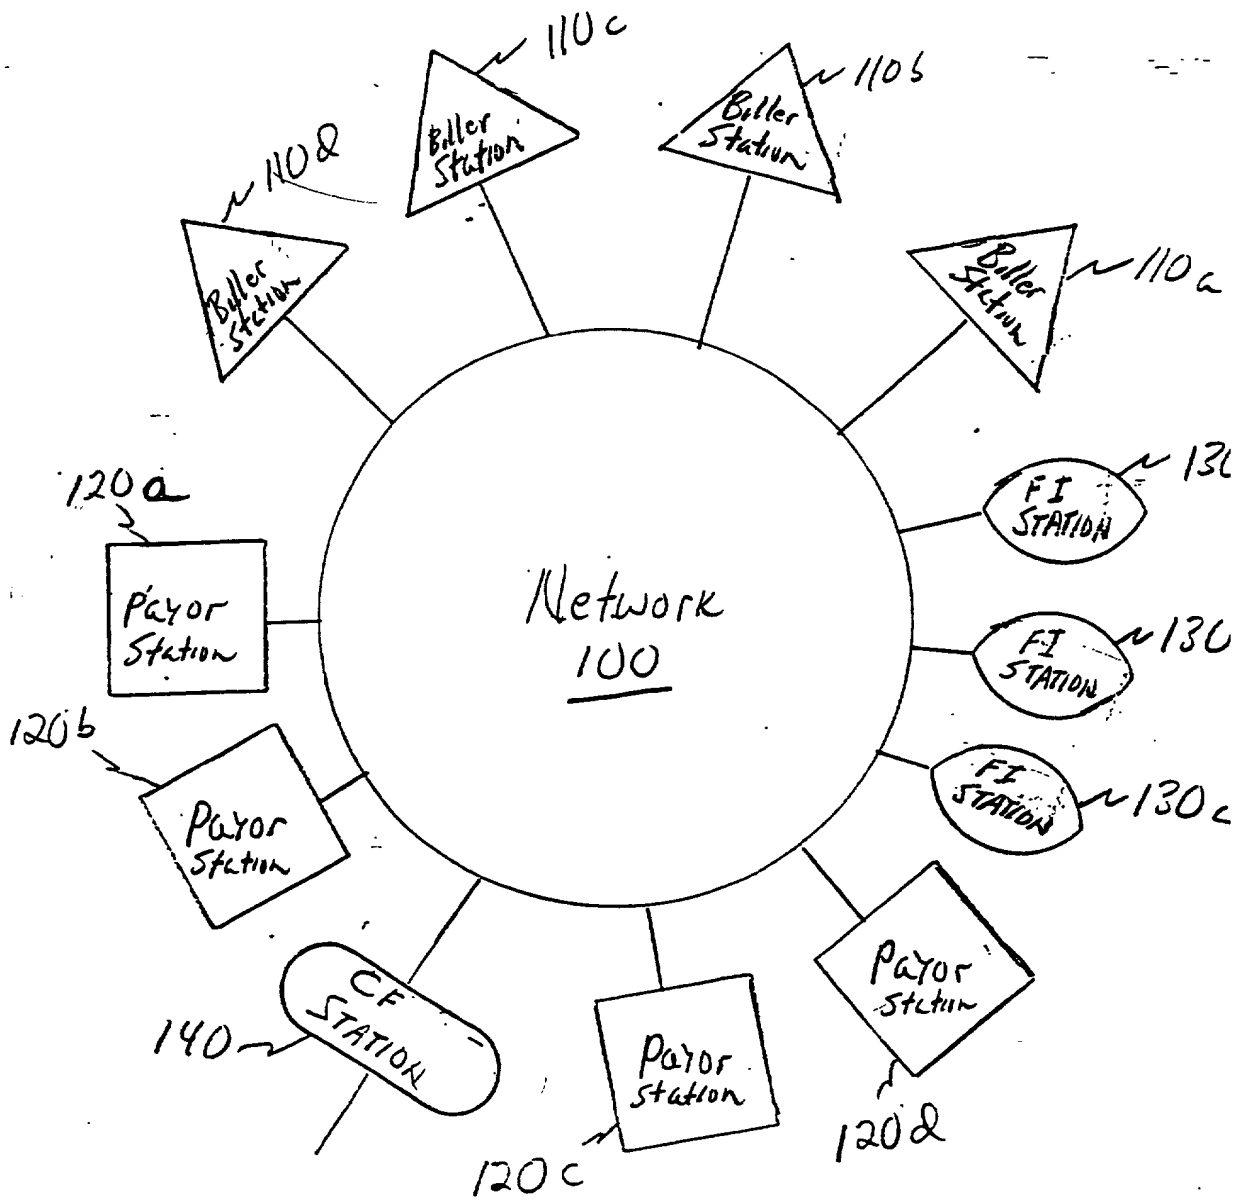 110c
110b
Biller
Station
Biller
Station
110d
Biller
Station
Biller
Station
110a
120a
FI
STATION
130
Payor
Station
Network
100
FI
STATION
130
120b
Payor
Station
FI
STATION
130c
CF
STATION
140
Payor
Station
120c
Payor
Station
120d